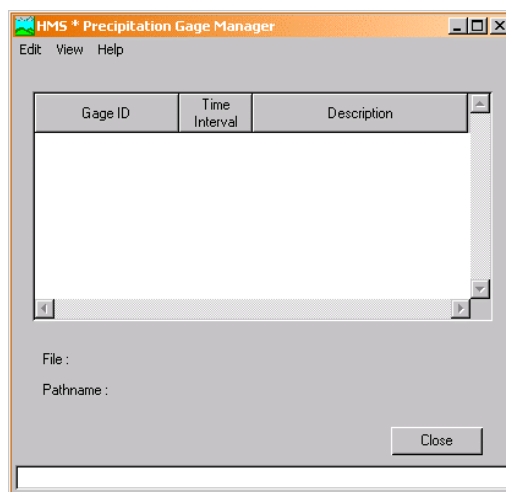 HMS * Precipitation Gage Manager
Edit View Help
Gage ID
Time
Interval
Description
File :
Pathname :
Close